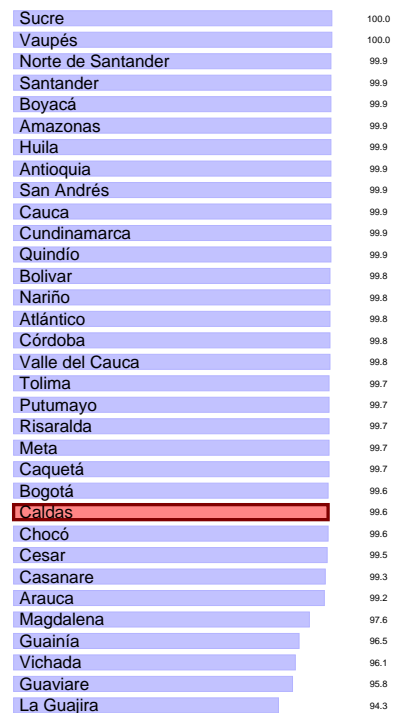 Sucre 100.0
Vaupés 100.0
Norte de Santander 99.9
Santander 99.9
Boyacá 99.9
Amazonas 99.9
Huila 99.9
Antioquia 99.9
San Andrés 99.9
Cauca 99.9
Cundinamarca 99.9
Quindío 99.9
Bolivar 99.8
Nariño 99.8
Atlántico 99.8
Córdoba 99.8
Valle del Cauca 99.8
Tolima 99.7
Putumayo 99.7
Risaralda 99.7
Meta 99.7
Caquetá 99.7
Bogotá 99.6
Caldas 99.6
Chocó 99.6
Cesar 99.5
Casanare 99.3
Arauca 99.2
Magdalena 97.6
Guainía 96.5
Vichada 96.1
Guaviare 95.8
La Guajira 94.3